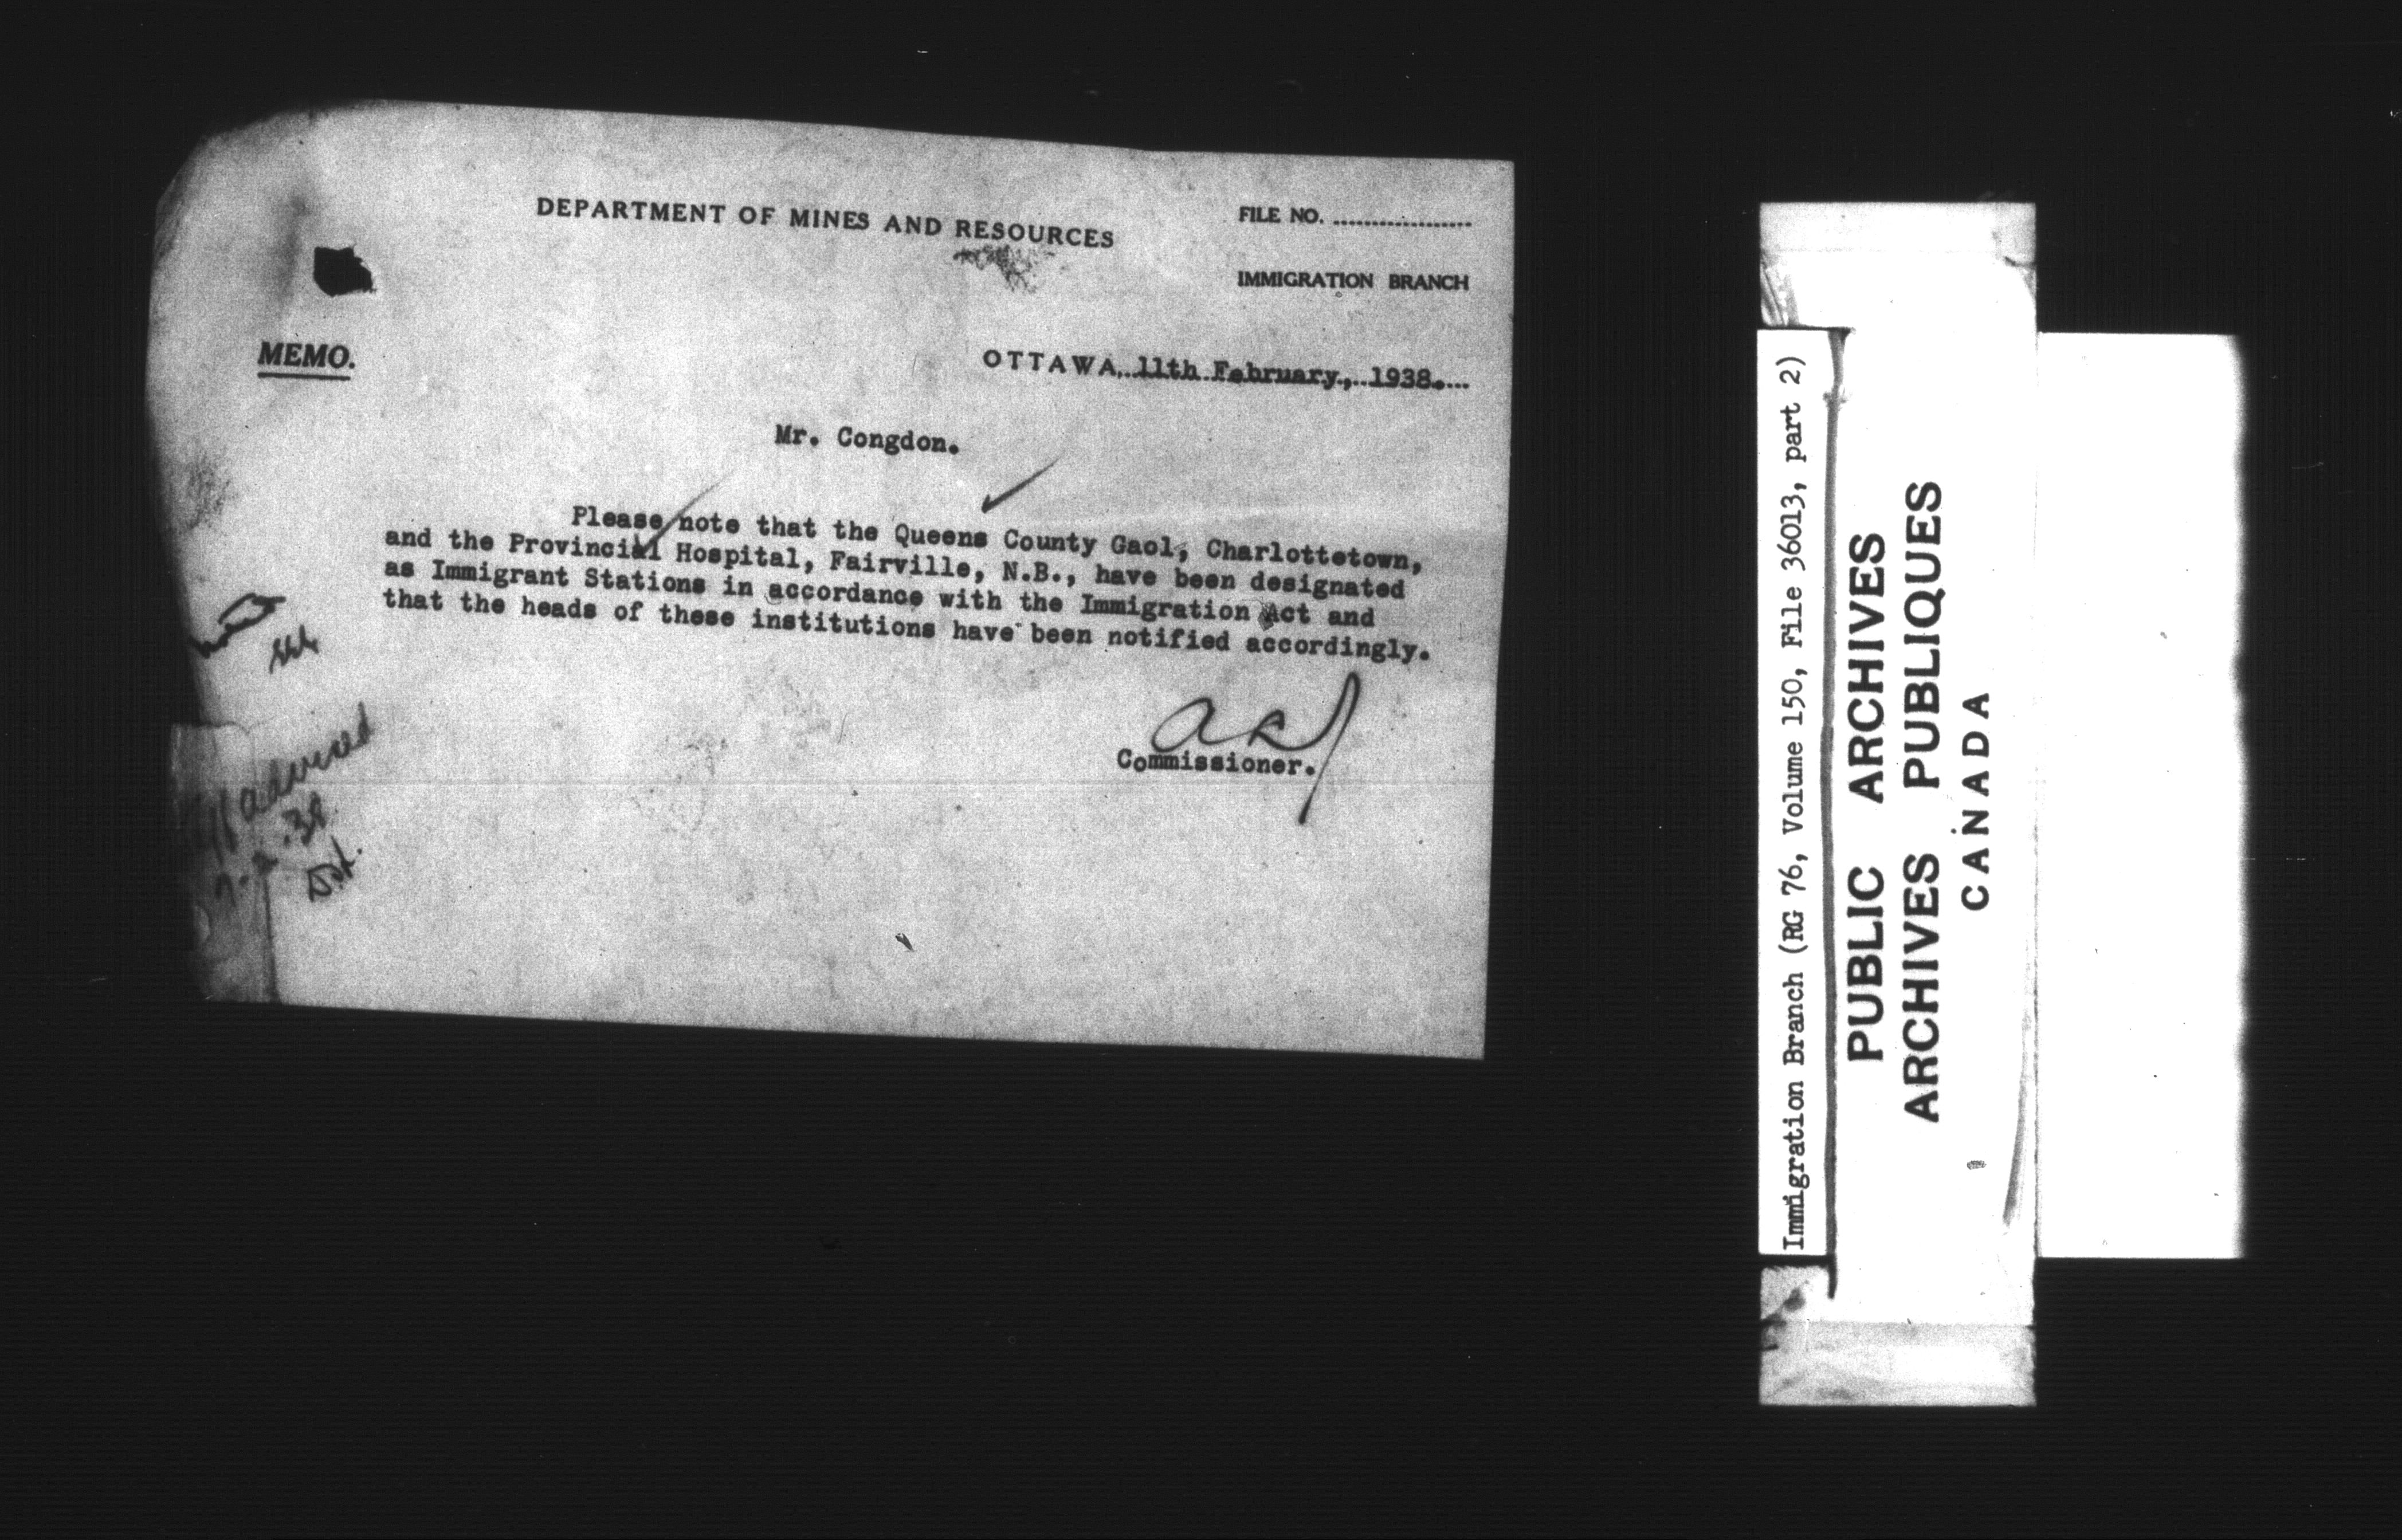 DEPARTMENT OF MINES AND RESOURCES
FILE NO. ..................
IMMIGRATION BRANCH
MEMO.
OTTAWA, 11th February, 1938.
Mr. Congdon.
Please note that the Queens County Gaol, Charlottetown,
and the Provincial Hospital, Fairville, N.B., have been designated
as Immigrant Stations in accordance with the Immigration Act and
that the heads of these institutions have been notified accordingly.
Commissioner.
advised
38
Immigration Branch (RG 76, Volume 150, File 36013, part 2)
PUBLIC ARCHIVES
ARCHIVES PUBLIQUES
CANADA